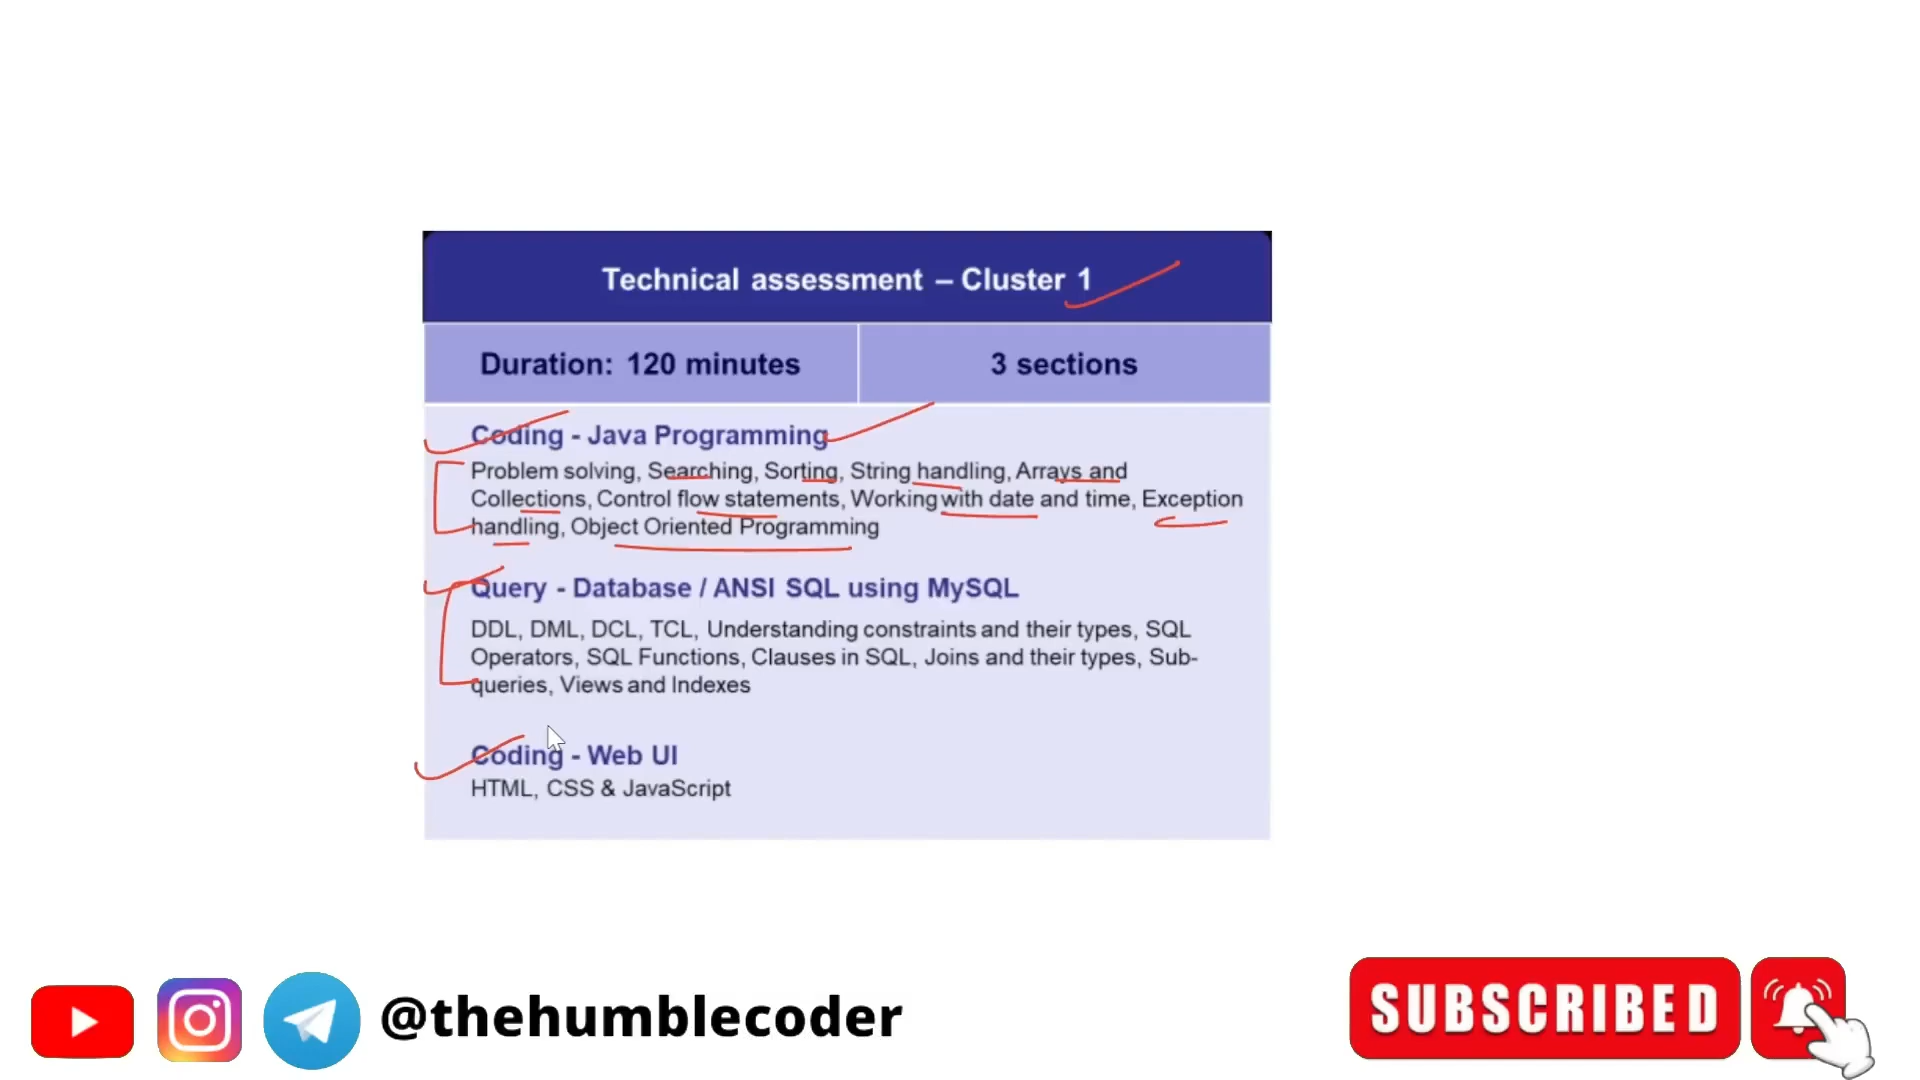 Technical assessment – Cluster 1
Duration: 120 minutes
3 sections
Coding - Java Programming
Problem solving, Searching, Sorting, String handling, Arrays and
Collections, Control flow statements, Working with date and time, Exception
handling, Object Oriented Programming
Query - Database / ANSI SQL using MySQL
DDL, DML, DCL, TCL, Understanding constraints and their types, SQL
Operators, SQL Functions, Clauses in SQL, Joins and their types, Sub-
queries, Views and Indexes
Coding - Web UI
HTML, CSS & JavaScript
@thehumblecoder
SUBSCRIBED